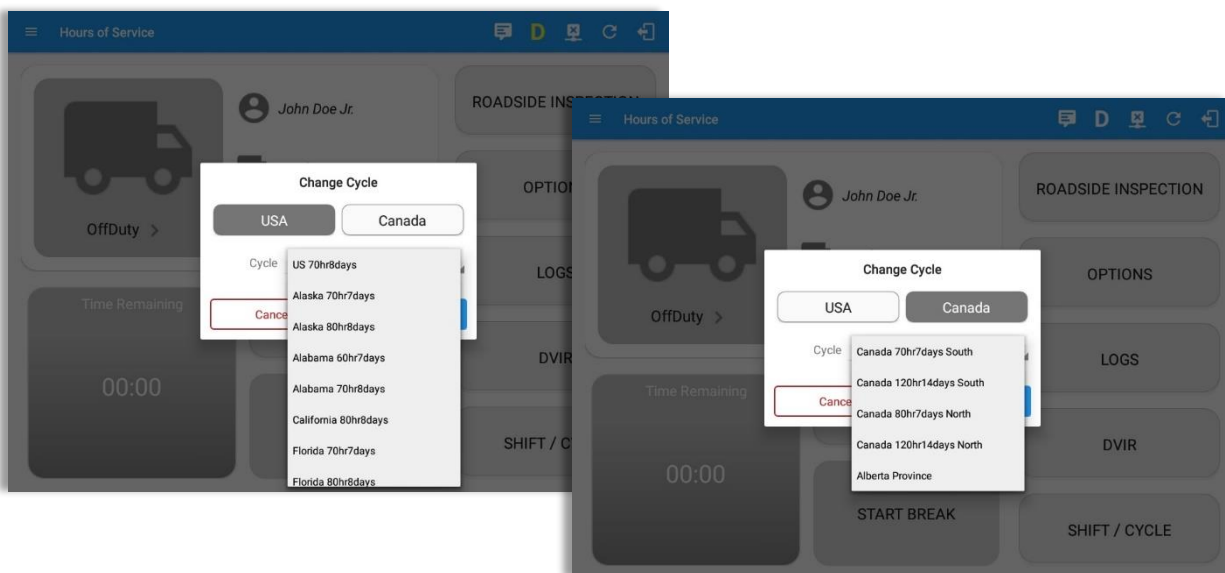 Hours of Service
D
John Doe Jr.
ROADSIDE INSPECTION
OffDuty >
Change Cycle
USA
Canada
Cycle
US 70hr8days
Alaska 70hr7days
Alaska 80hr8days
Alabama 60hr7days
Alabama 70hr8days
California 80hr8days
Florida 70hr7days
Florida 80hr8days
Cance
OPTIO
LOGS
DVIR
SHIFT / C
Time Remaining
00:00
Hours of Service
D
John Doe Jr.
ROADSIDE INSPECTION
OffDuty >
Change Cycle
USA
Canada
Cycle
Canada 70hr7days South
Canada 120hr14days South
Canada 80hr7days North
Canada 120hr14days North
Alberta Province
Cance
OPTIONS
LOGS
DVIR
SHIFT / CYCLE
Time Remaining
00:00
START BREAK